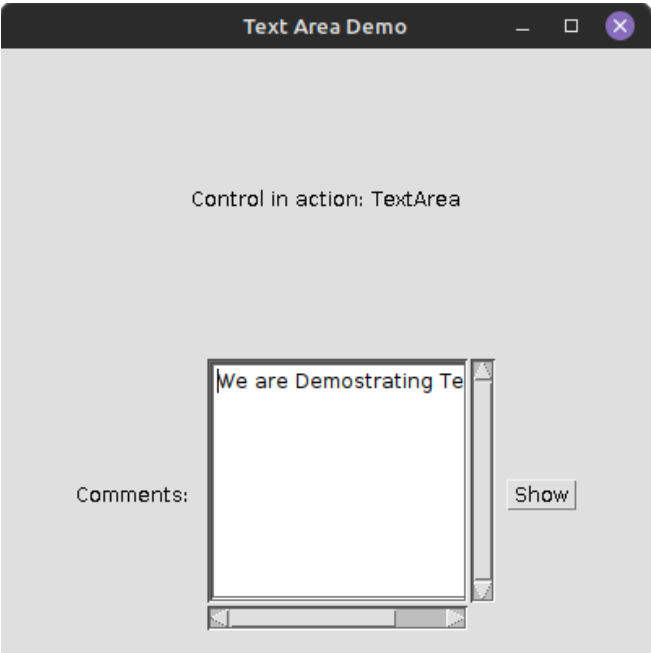 Text Area Demo
Control in action: TextArea
We are Demostrating Te
Comments:
Show